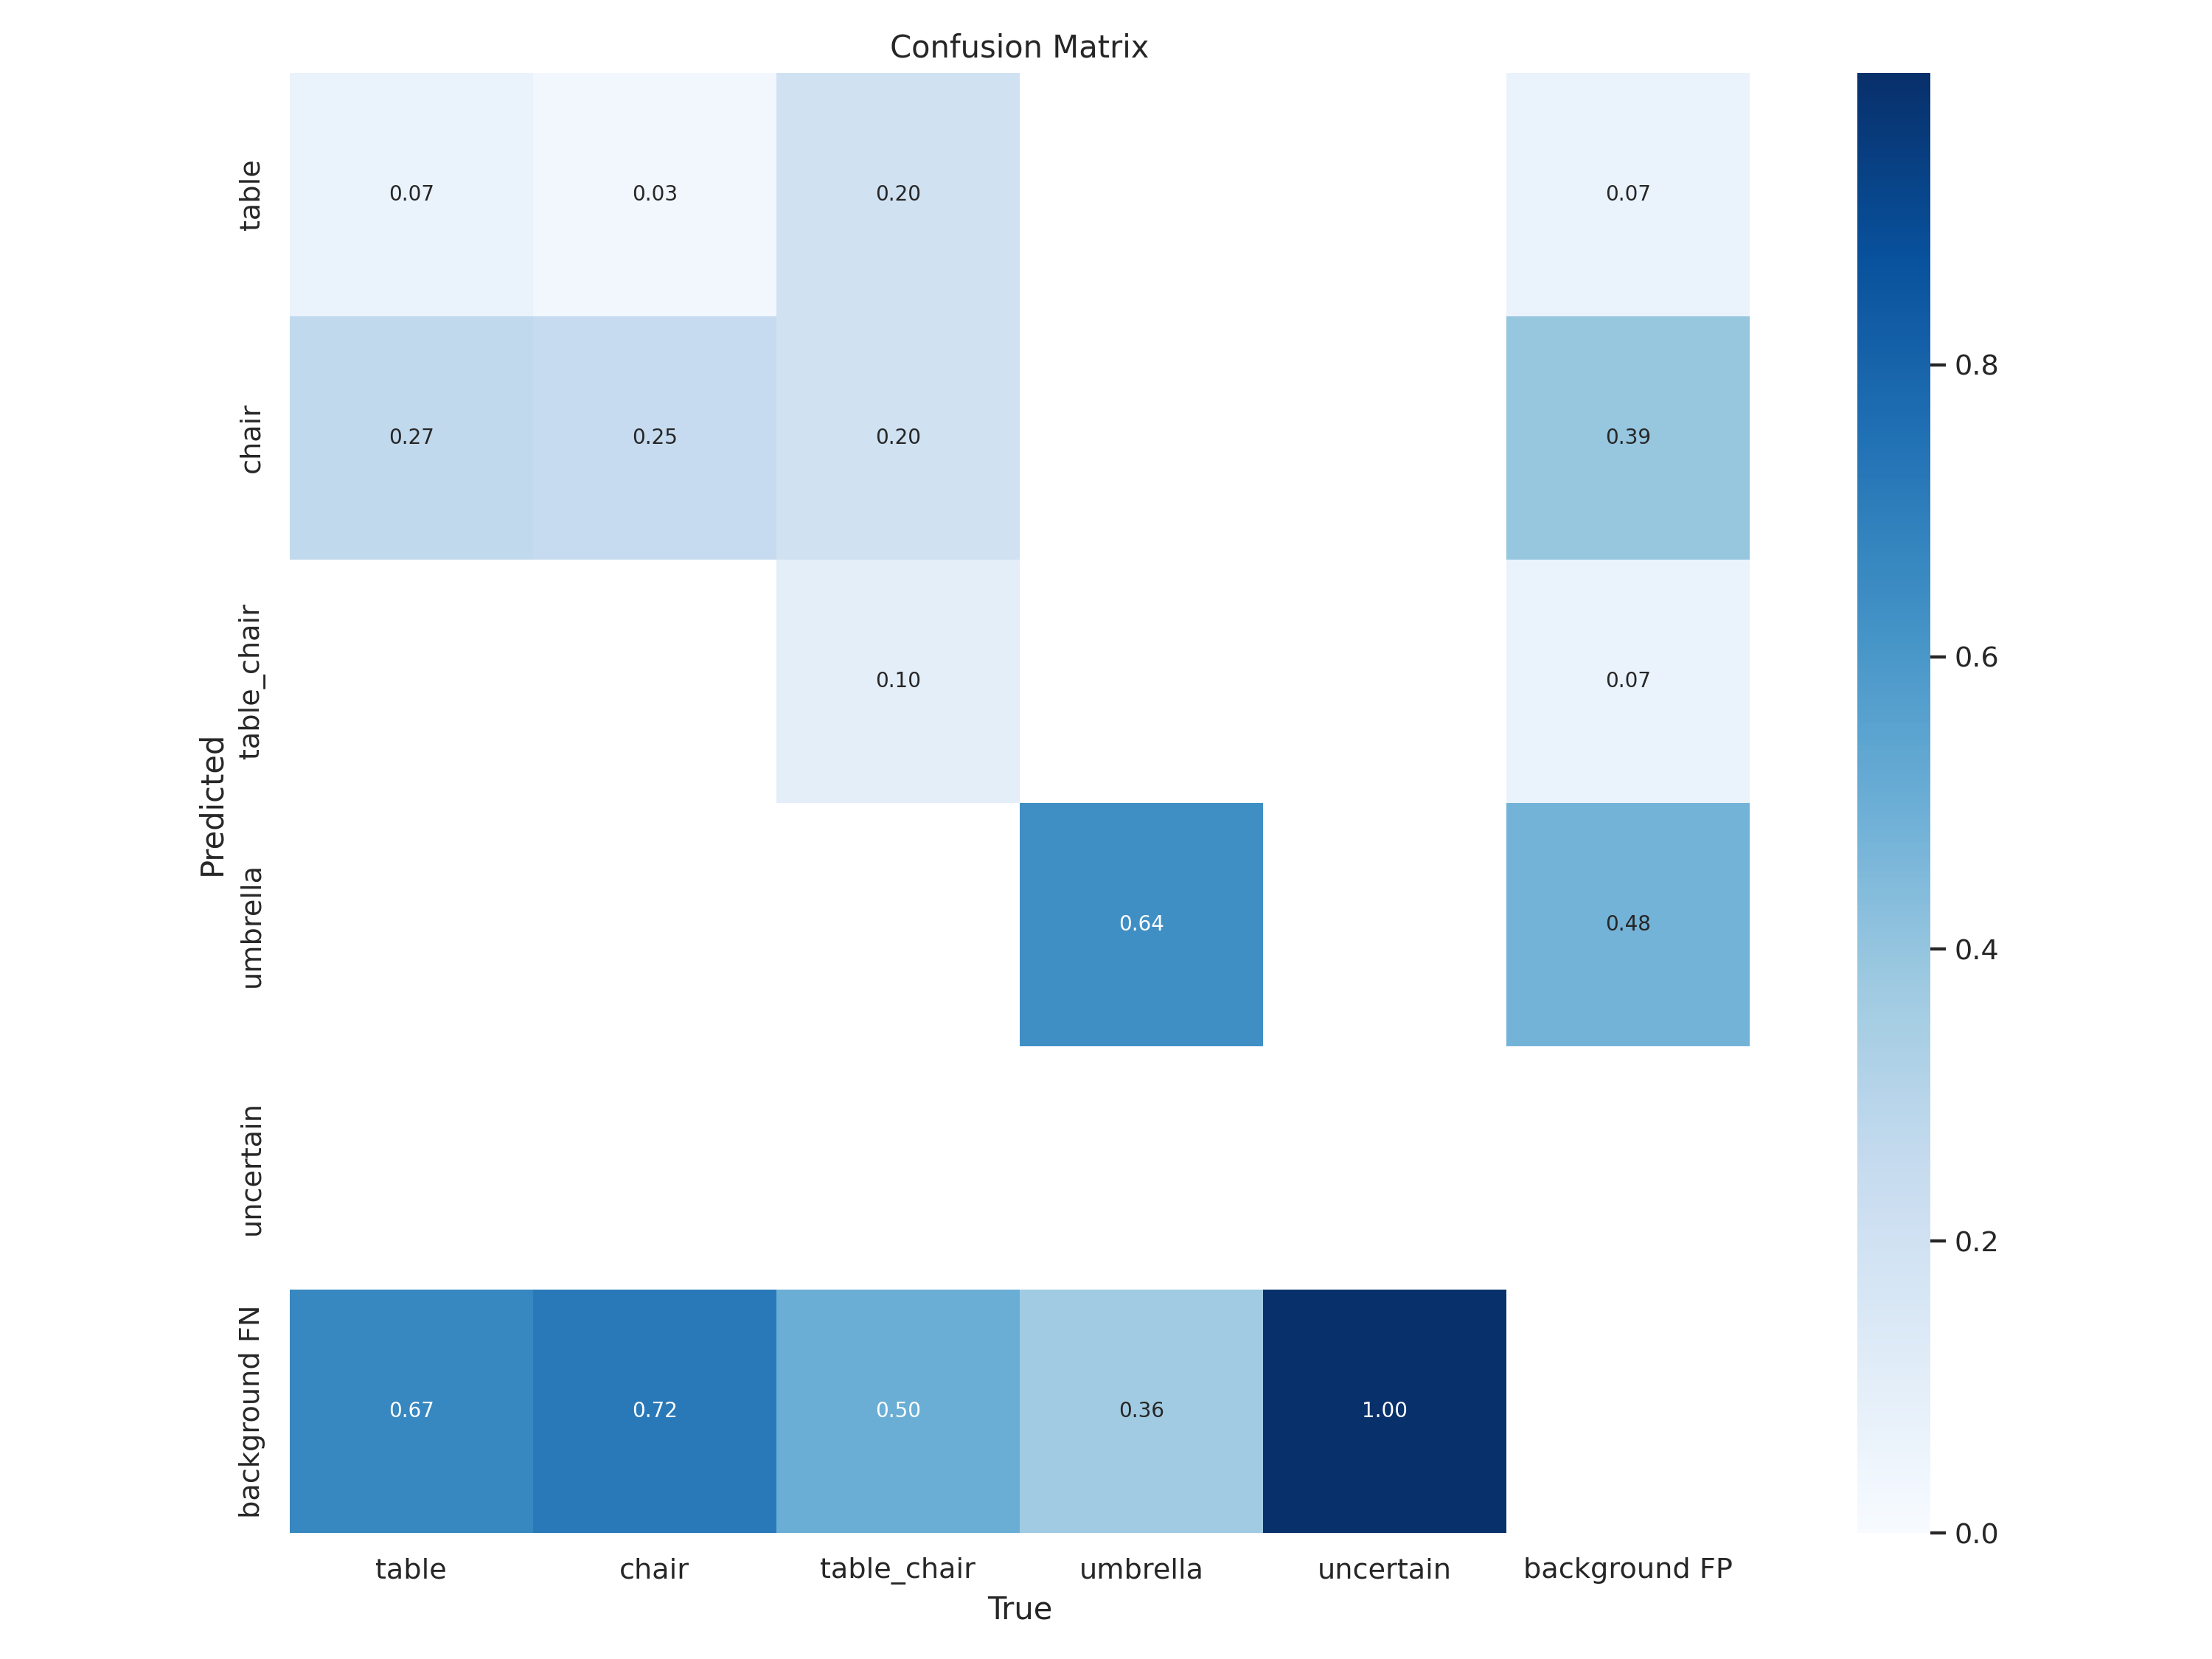 Confusion Matrix
table
0.07
0.03
0.20
0.07
chair
0.27
0.25
0.20
0.39
0.8
table_chair
0.10
0.07
0.6
Predicted
umbrella
0.64
0.48
0.4
uncertain
0.2
background FN
0.67
0.72
0.50
0.36
1.00
0.0
table
chair
table_chair
umbrella
uncertain
background FP
True